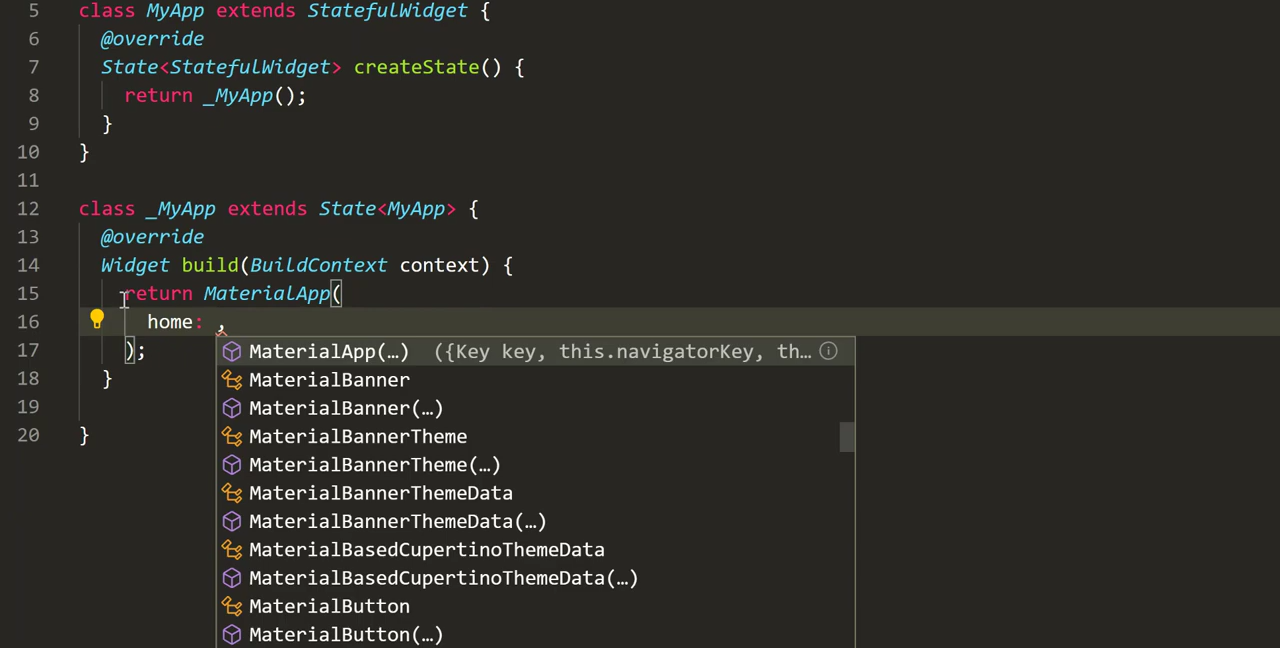 5 class MyApp extends StatefulWidget {
6 @override
7 State<StatefulWidget> createState() {
8 return _MyApp();
9 }
10 }
11
12 class _MyApp extends State<MyApp> {
13 @override
14 Widget build(BuildContext context) {
15 return MaterialApp(
16 home: ,
17 );
MaterialApp(…) ({Key key, this.navigatorKey, th…
18 }
MaterialBanner
19
MaterialBanner(…)
20 }
MaterialBannerTheme
MaterialBannerTheme(…)
MaterialBannerThemeData
MaterialBannerThemeData(…)
MaterialBasedCupertinoThemeData
MaterialBasedCupertinoThemeData(…)
MaterialButton
MaterialButton(…)